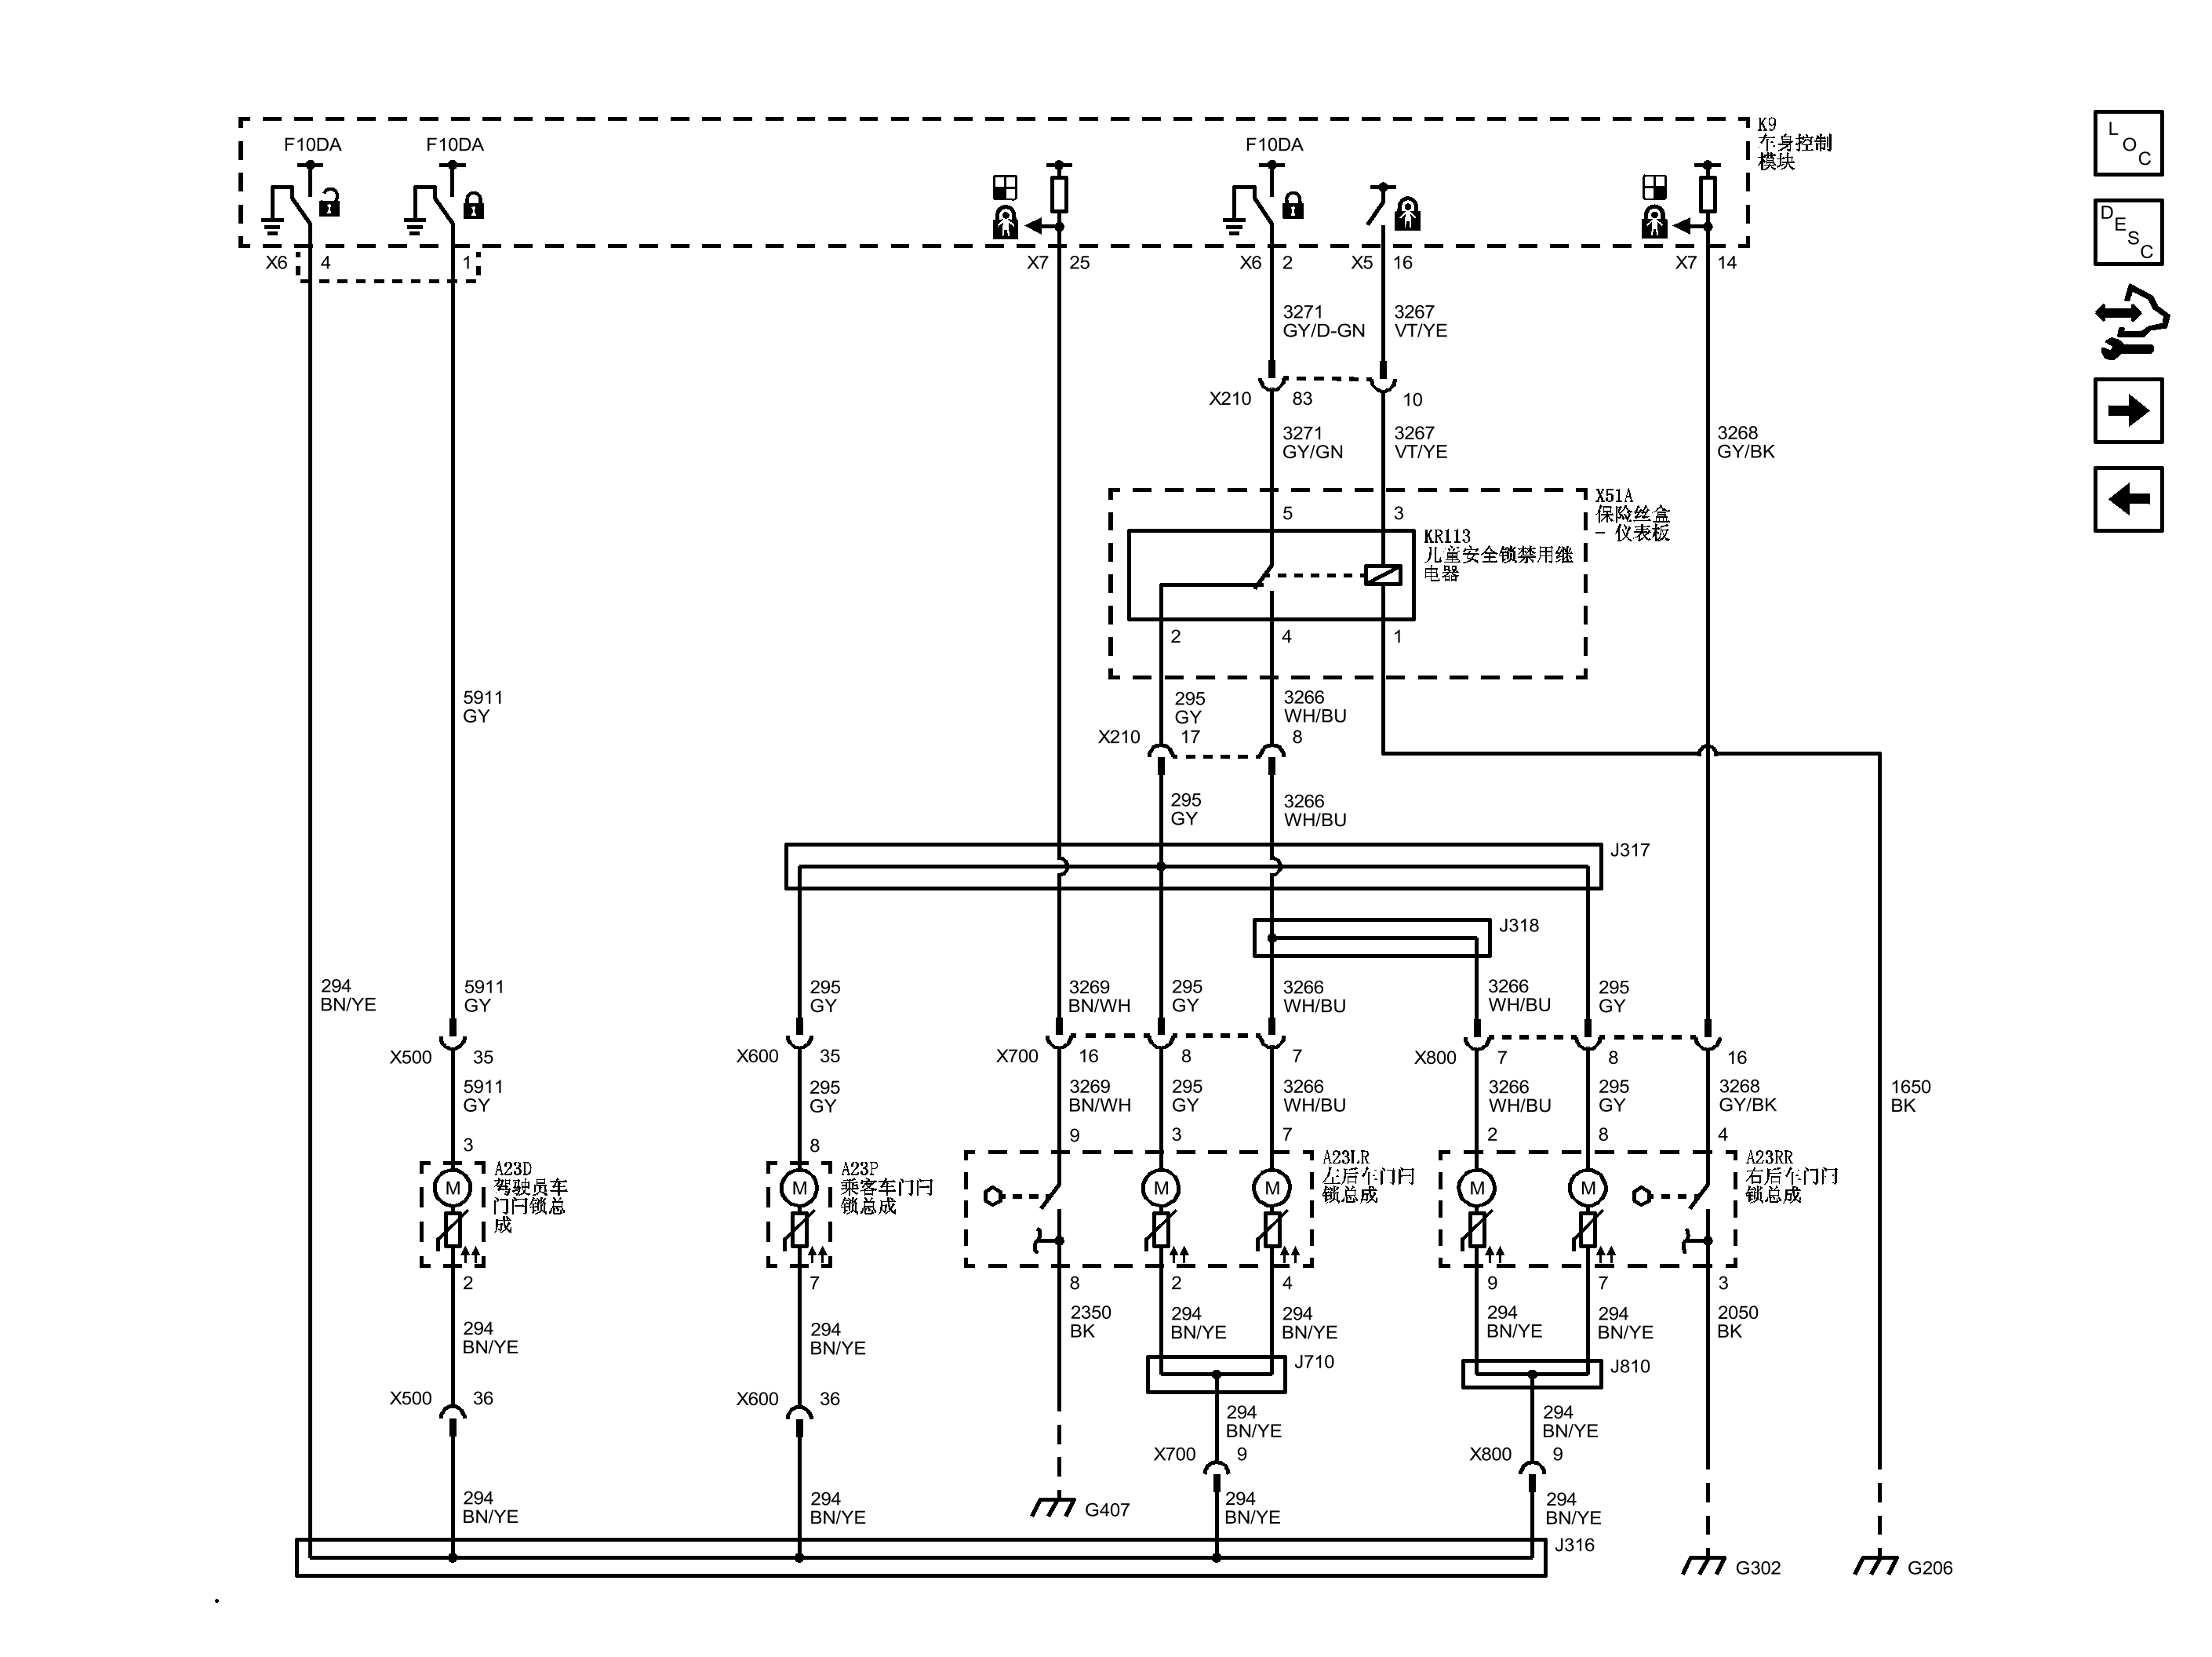 F10DA
F10DA
F10DA
K9
车身控制
模块
L
O
C
D
E
S
C
X6
4
1
X7
25
X6
2
X5
16
X7
14
3271
GY/D-GN
3267
VT/YE
X210
83
10
3271
GY/GN
3267
VT/YE
3268
GY/BK
X51A
保险丝盒
- 仪表板
5
3
KR113
儿童安全锁禁用继
电器
2
4
1
5911
GY
295
GY
3266
WH/BU
X210
17
8
295
GY
3266
WH/BU
J317
J318
294
BN/YE
5911
GY
295
GY
3269
BN/WH
295
GY
3266
WH/BU
3266
WH/BU
295
GY
X500
35
X600
35
X700
16
8
7
X800
7
8
16
5911
GY
295
GY
3269
BN/WH
295
GY
3266
WH/BU
3266
WH/BU
295
GY
3268
GY/BK
1650
BK
3
8
9
3
7
2
8
4
A23D
驾驶员车
门闩锁总
成
A23P
乘客车门闩
锁总成
A23LR
左后车门闩
锁总成
A23RR
右后车门闩
锁总成
M
M
M
M
M
M
2
7
8
2
4
9
7
3
294
BN/YE
294
BN/YE
2350
BK
294
BN/YE
294
BN/YE
294
BN/YE
294
BN/YE
2050
BK
J710
J810
X500
36
X600
36
294
BN/YE
294
BN/YE
X700
9
X800
9
294
BN/YE
294
BN/YE
G407
294
BN/YE
294
BN/YE
J316
G302
G206